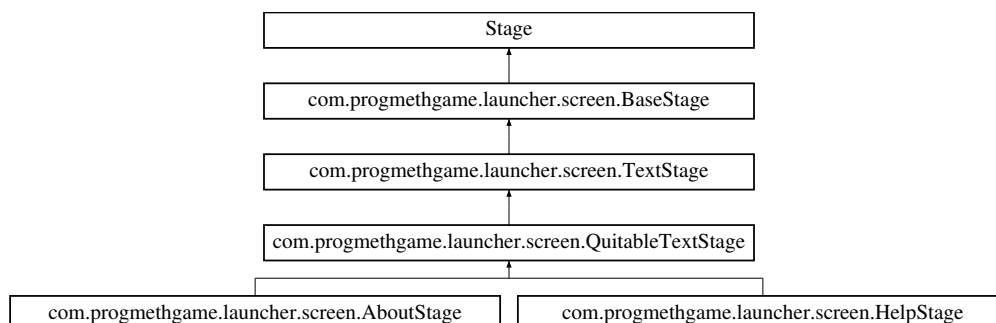 Stage
com.progmethgame.launcher.screen.BaseStage
com.progmethgame.launcher.screen.TextStage
com.progmethgame.launcher.screen.QuitableTextStage
com.progmethgame.launcher.screen.AboutStage
com.progmethgame.launcher.screen.HelpStage